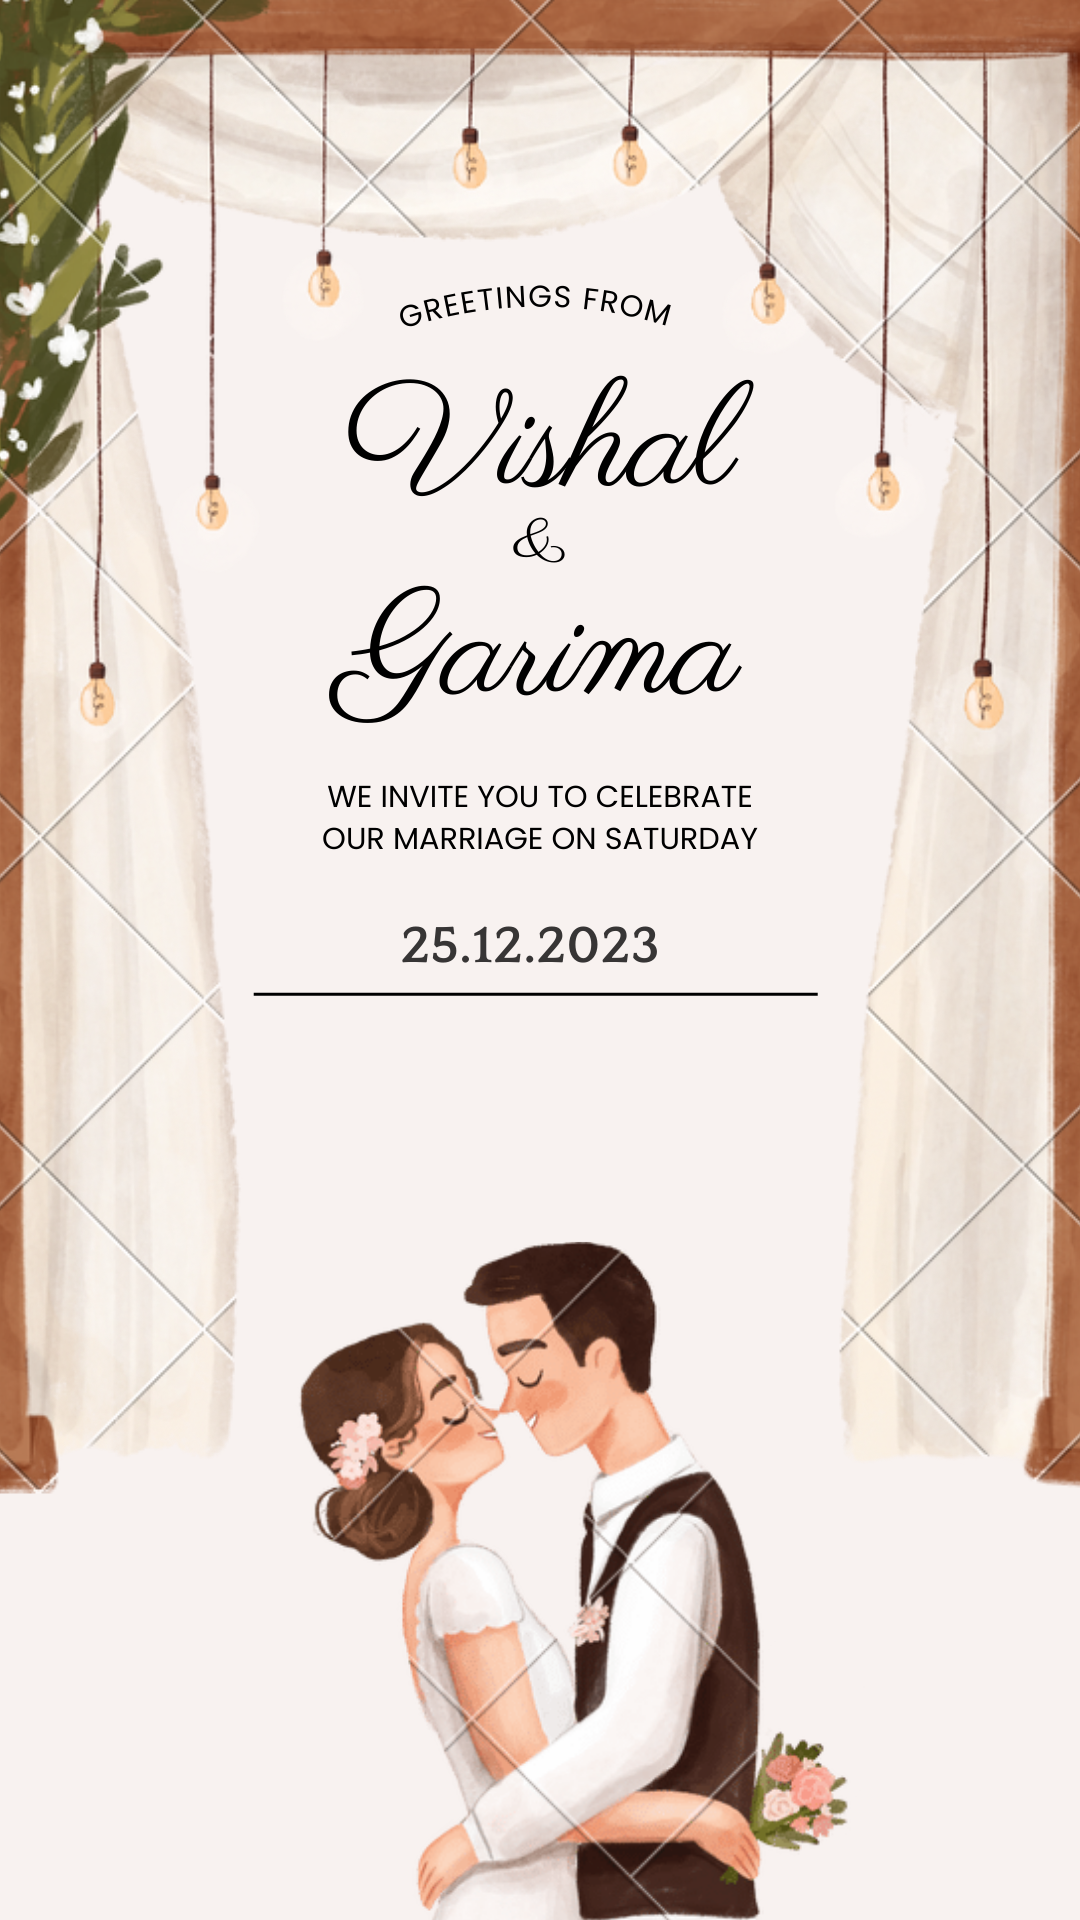 GREETINGS FROM
Vishal
&
Garima
WE INVITE YOU TO CELEBRATE
OUR MARRIAGE ON SATURDAY
25.12.2023